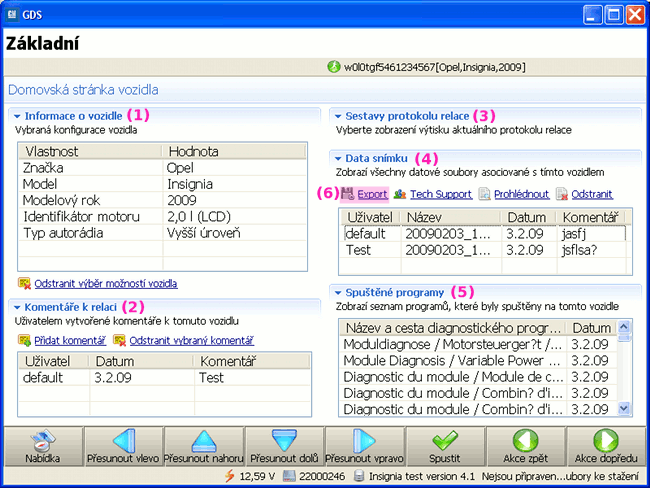 GM GDS
Základní
w0l0tgf5461234567[Opel,Insignia,2009]
Domovská stránka vozidla
Informace o vozidle (1)
Vybraná konfigurace vozidla
Vlastnost Hodnota
Značka Opel
Model Insignia
Modelový rok 2009
Identifikátor motoru 2,0 l (LCD)
Typ autorádia Vyšší úroveň
Odstranit výběr možností vozidla
Komentáře k relaci (2)
Uživatelem vytvořené komentáře k tomuto vozidlu
Přidat komentář Odstranit vybraný komentář
Uživatel Datum Komentář
default 3.2.09 Test
Sestavy protokolu relace (3)
Vyberte zobrazení výtisku aktuálního protokolu relace
Data snímku (4)
Zobrazí všechny datové soubory asociované s tímto vozidlem
(6) Export Tech Support Prohlédnout Odstranit
Uživatel Název Datum Komentář
default 20090203_1... 3.2.09 jasfj
Test 20090203_1... 3.2.09 jsflsa?
Spuštěné programy (5)
Zobrazí seznam programů, které byly spuštěny na tomto vozidle
Název a cesta diagnostického progr... Datum
Moduldiagnose / Motorsteuerger?t /... 3.2.09
Module Diagnosis / Variable Power ... 3.2.09
Diagnostic du module / Module de c... 3.2.09
Diagnostic du module / Combin? d'i... 3.2.09
Diagnostic du module / Combin? d'i... 3.2.09
Nabídka Přesunout vlevo Přesunout nahoru Přesunout dolů Přesunout vpravo Spustit Akce zpět Akce dopředu
12,59 V 22000246 Insignia test version 4.1 Nejsou připraven...ubory ke stažení